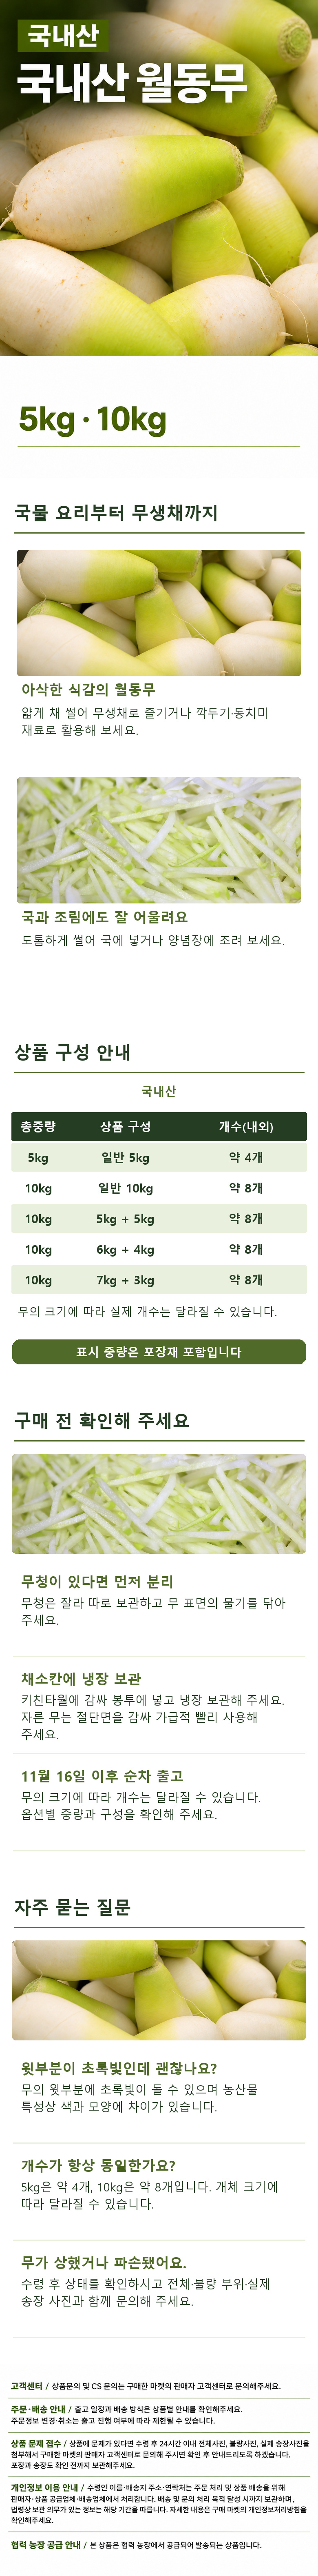 국내산
국내산 월동무
5kg · 10kg
국물 요리부터 무생채까지
아삭한 식감의 월동무
얇게 채 썰어 무생채로 즐기거나 깍두기·동치미
재료로 활용해 보세요.
국과 조림에도 잘 어울려요
도톰하게 썰어 국에 넣거나 양념장에 조려 보세요.
상품 구성 안내
국내산
총중량 상품 구성 개수(내외)
5kg 일반 5kg 약 4개
10kg 일반 10kg 약 8개
10kg 5kg + 5kg 약 8개
10kg 6kg + 4kg 약 8개
10kg 7kg + 3kg 약 8개
무의 크기에 따라 실제 개수는 달라질 수 있습니다.
표시 중량은 포장재 포함입니다
구매 전 확인해 주세요
무청이 있다면 먼저 분리
무청은 잘라 따로 보관하고 무 표면의 물기를 닦아
주세요.
채소칸에 냉장 보관
키친타월에 감싸 봉투에 넣고 냉장 보관해 주세요.
자른 무는 절단면을 감싸 가급적 빨리 사용해
주세요.
11월 16일 이후 순차 출고
무의 크기에 따라 개수는 달라질 수 있습니다.
옵션별 중량과 구성을 확인해 주세요.
자주 묻는 질문
윗부분이 초록빛인데 괜찮나요?
무의 윗부분에 초록빛이 돌 수 있으며 농산물
특성상 색과 모양에 차이가 있습니다.
개수가 항상 동일한가요?
5kg은 약 4개, 10kg은 약 8개입니다. 개체 크기에
따라 달라질 수 있습니다.
무가 상했거나 파손됐어요.
수령 후 상태를 확인하시고 전체·불량 부위·실제
송장 사진과 함께 문의해 주세요.
고객센터 / 상품문의 및 CS 문의는 구매한 마켓의 판매자 고객센터로 문의해주세요.
주문·배송 안내 / 출고 일정과 배송 방식은 상품별 안내를 확인해주세요.
주문정보 변경·취소는 출고 진행 여부에 따라 제한될 수 있습니다.
상품 문제 접수 / 상품에 문제가 있다면 수령 후 24시간 이내 전체사진, 불량사진, 실제 송장사진을
첨부해서 구매한 마켓의 판매자 고객센터로 문의해 주시면 확인 후 안내드리도록 하겠습니다.
포장과 송장도 확인 전까지 보관해주세요.
개인정보 이용 안내 / 수령인 이름·배송지 주소·연락처는 주문 처리 및 상품 배송을 위해
판매자·상품 공급업체·배송업체에서 처리합니다. 배송 및 문의 처리 목적 달성 시까지 보관하며,
법령상 보관 의무가 있는 정보는 해당 기간을 따릅니다. 자세한 내용은 구매 마켓의 개인정보처리방침을
확인해주세요.
협력 농장 공급 안내 / 본 상품은 협력 농장에서 공급되어 발송되는 상품입니다.